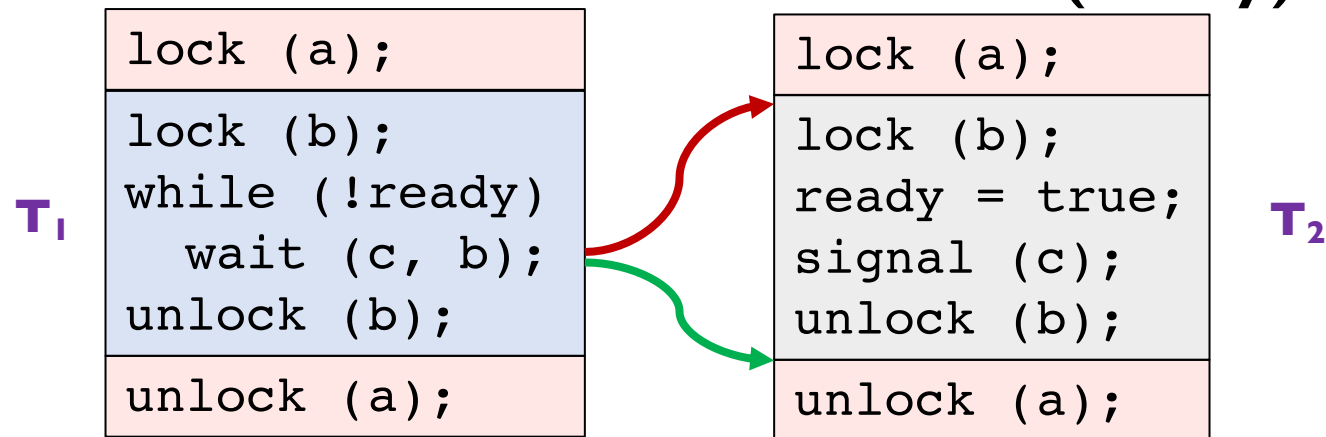 lock (a);
lock (b);
while (!ready)
wait (c, b);
unlock (b);
unlock (a);
T1
lock (a);
lock (b);
ready = true;
signal (c);
unlock (b);
unlock (a);
T2